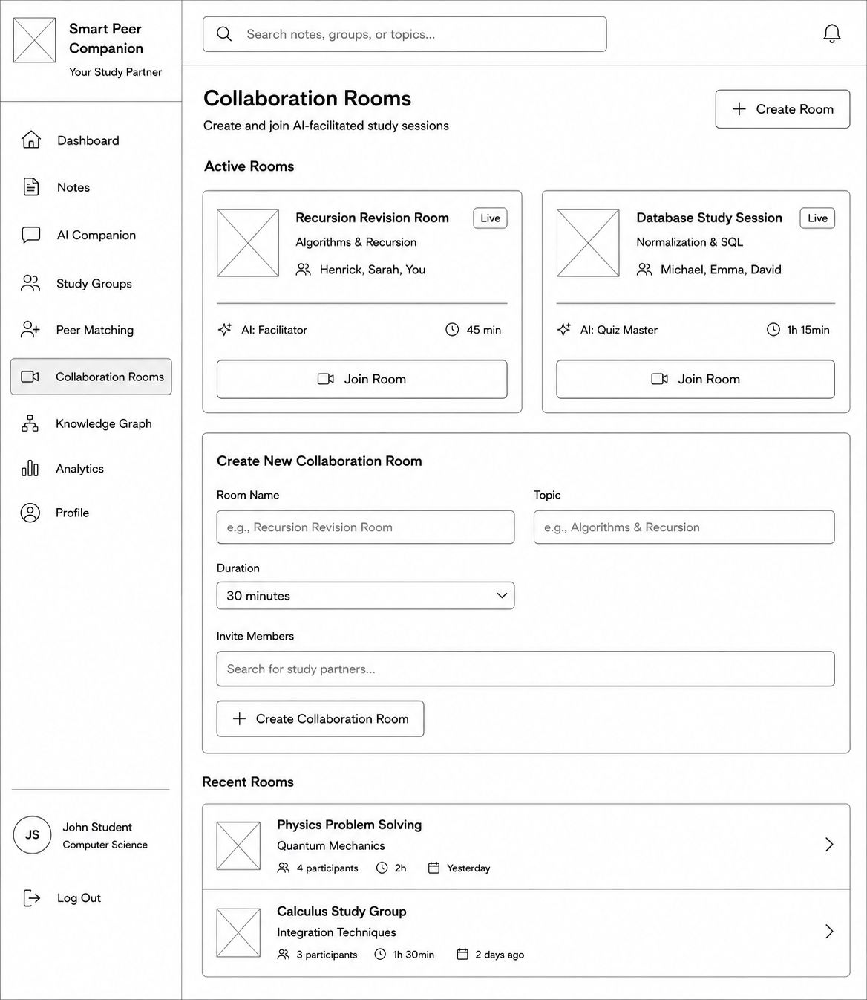 Smart Peer
Companion
Your Study Partner
Dashboard
Notes
AI Companion
Study Groups
Peer Matching
Collaboration Rooms
Knowledge Graph
Analytics
Profile
JS
John Student
Computer Science
Log Out
Search notes, groups, or topics...
Collaboration Rooms
Create and join AI-facilitated study sessions
Create Room
Active Rooms
Recursion Revision Room
Live
Algorithms & Recursion
Henrick, Sarah, You
AI: Facilitator
45 min
Join Room
Database Study Session
Live
Normalization & SQL
Michael, Emma, David
AI: Quiz Master
1h 15min
Join Room
Create New Collaboration Room
Room Name
e.g., Recursion Revision Room
Topic
e.g., Algorithms & Recursion
Duration
30 minutes
Invite Members
Search for study partners...
Create Collaboration Room
Recent Rooms
Physics Problem Solving
Quantum Mechanics
4 participants 2h Yesterday
Calculus Study Group
Integration Techniques
3 participants 1h 30min 2 days ago